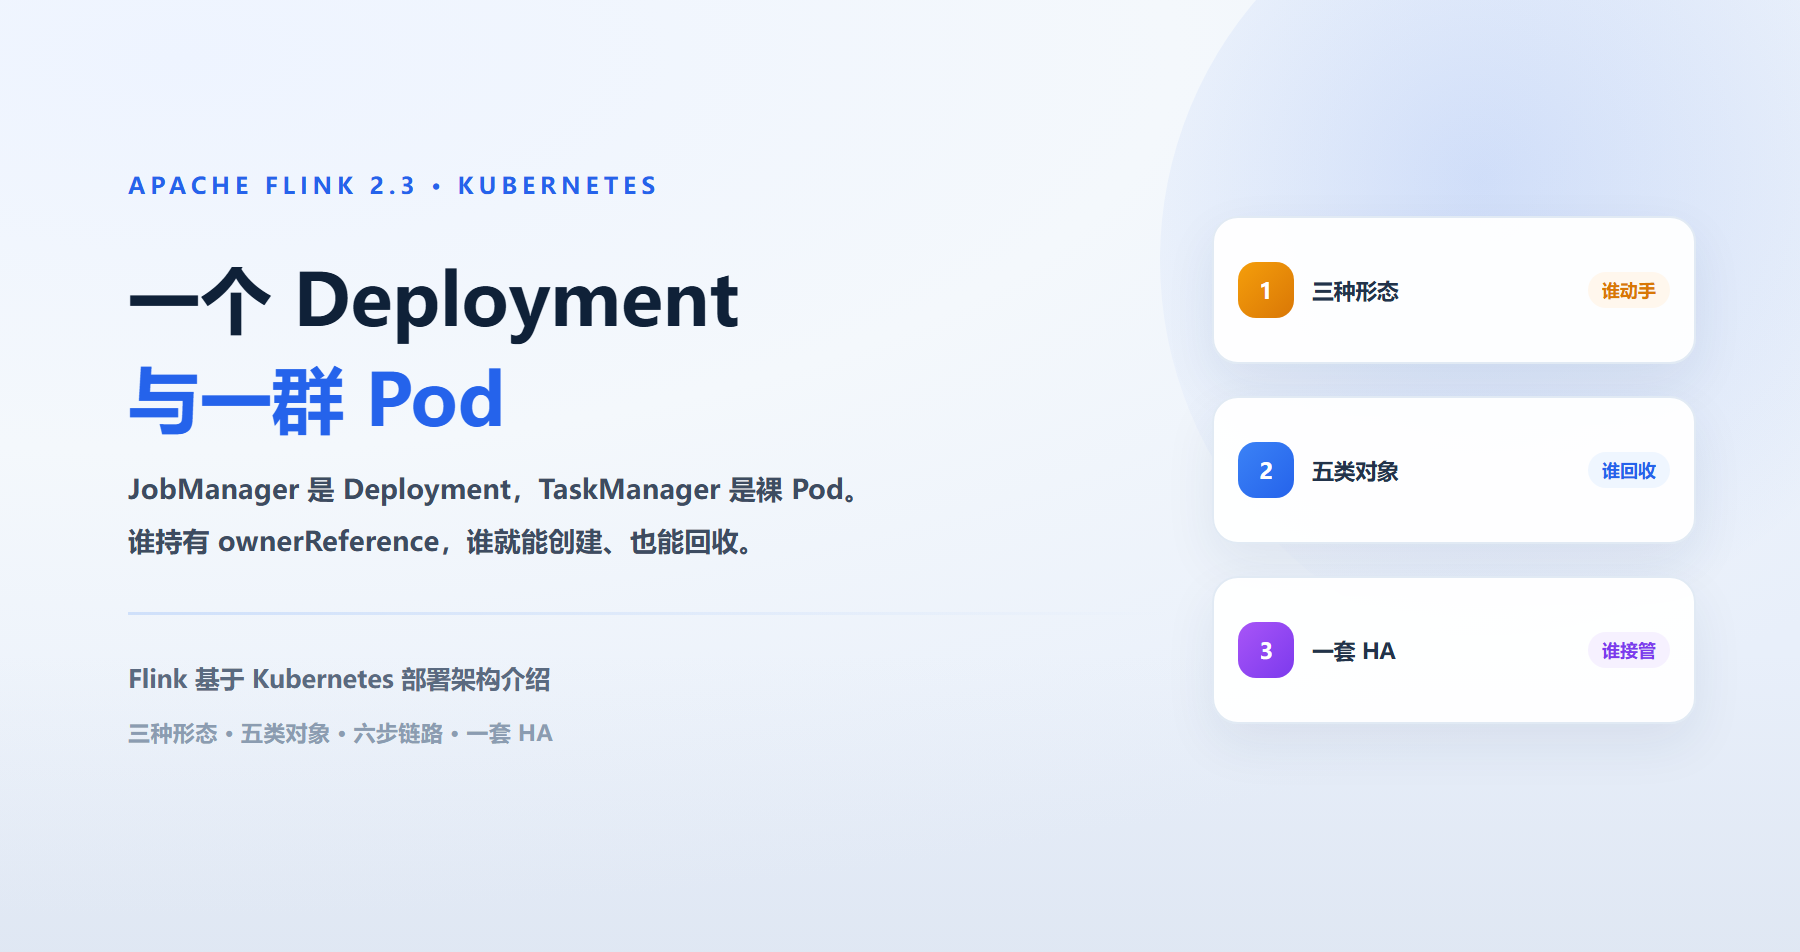 APACHE FLINK 2.3 • KUBERNETES
一个 Deployment
与一群 Pod
JobManager 是 Deployment，TaskManager 是裸 Pod。
谁持有 ownerReference，谁就能创建、也能回收。
Flink 基于 Kubernetes 部署架构介绍
三种形态 • 五类对象 • 六步链路 • 一套 HA
1 三种形态 谁动手
2 五类对象 谁回收
3 一套 HA 谁接管